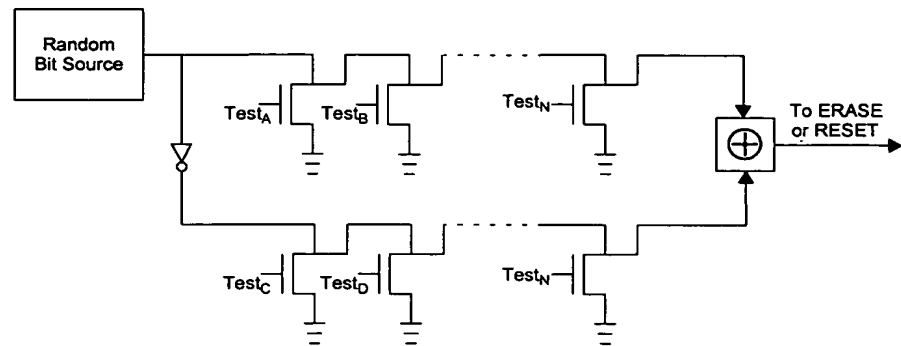 Random
Bit Source
TestA
TestB
TestN
To ERASE
or RESET
TestC
TestD
TestN